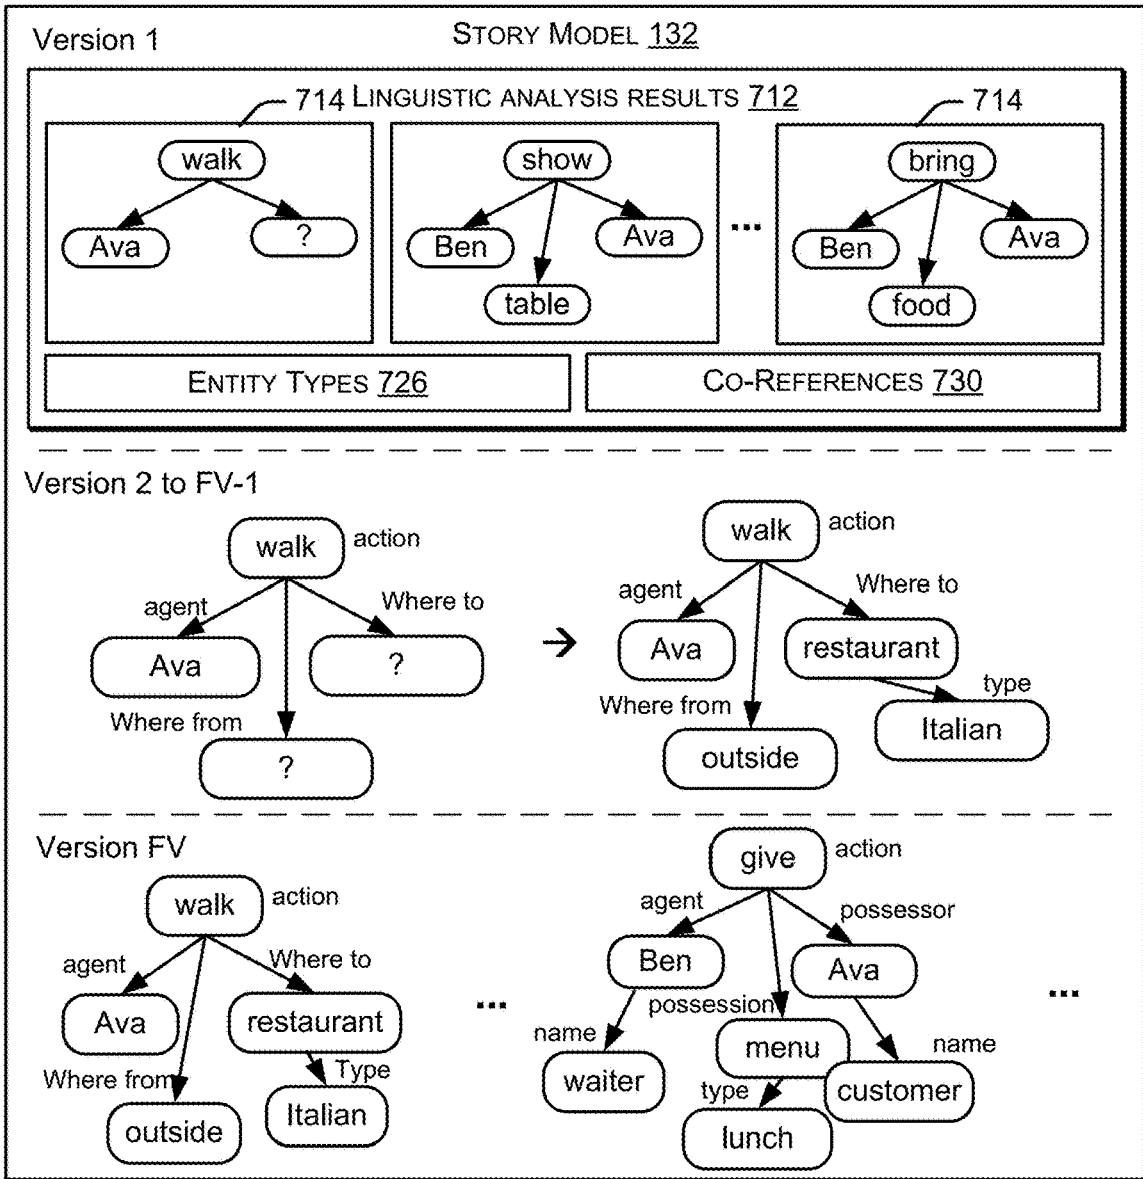 Version 1
STORY MODEL 132
714
LINGUISTIC ANALYSIS RESULTS 712
714
walk
Ava
?
show
Ben
Ava
table
...
bring
Ben
Ava
food
ENTITY TYPES 726
CO-REFERENCES 730
Version 2 to FV-1
walk
action
agent
Where to
Ava
?
Where from
?
→
walk
action
agent
Where to
Ava
restaurant
Where from
type
outside
Italian
Version FV
walk
action
agent
Where to
Ava
restaurant
Where from
Type
outside
Italian
...
give
action
agent
possessor
Ben
Ava
possession
name
menu
name
waiter
type
customer
lunch
...